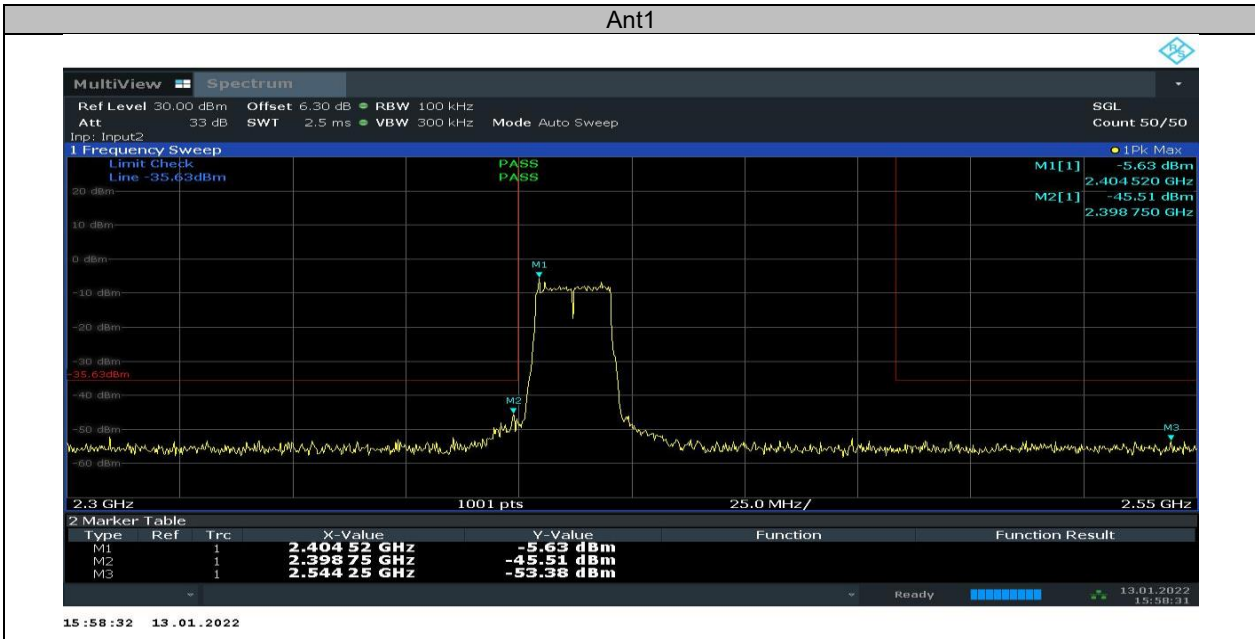 Ant1
R&S
MultiView Spectrum
Ref Level 30.00 dBm Offset 6.30 dB RBW 100 kHz SGL
Att 33 dB SWT 2.5 ms VBW 300 kHz Mode Auto Sweep Count 50/50
Inp: Input2
1 Frequency Sweep 1Pk Max
Limit Check PASS M1[1] -5.63 dBm
Line -35.63dBm PASS 2.404 520 GHz
20 dBm M2[1] -45.51 dBm
2.398 750 GHz
10 dBm
0 dBm
M1
-10 dBm
-20 dBm
-30 dBm
-35.63dBm
-40 dBm
M2
-50 dBm
M3
-60 dBm
2.3 GHz 1001 pts 25.0 MHz/ 2.55 GHz
2 Marker Table
Type Ref Trc X-Value Y-Value Function Function Result
M1 1 2.404 52 GHz -5.63 dBm
M2 1 2.398 75 GHz -45.51 dBm
M3 1 2.544 25 GHz -53.38 dBm
Ready 13.01.2022
15:58:31
15:58:32 13.01.2022